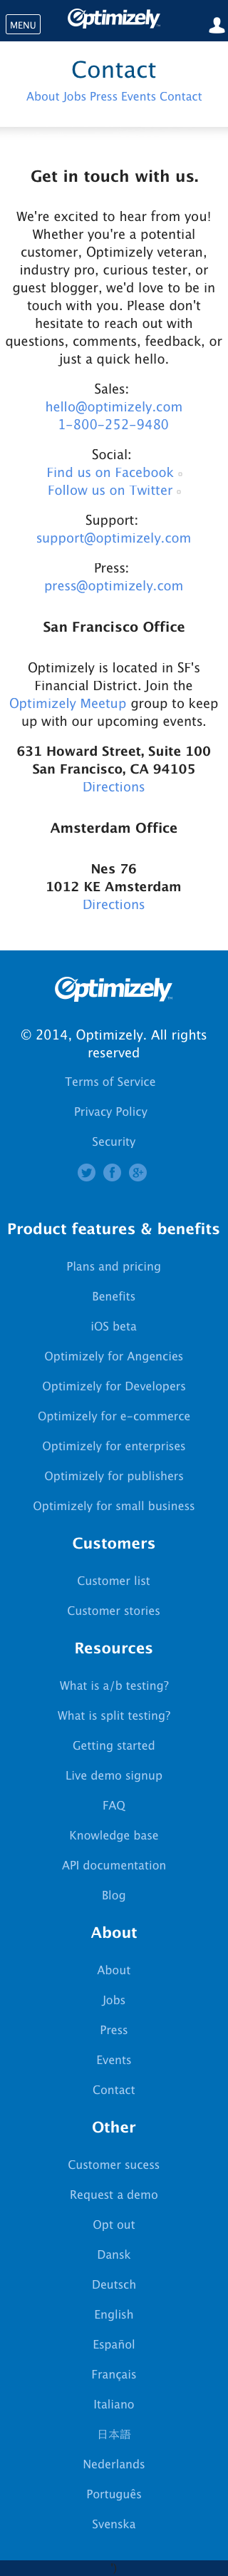 MENU
Optimizely
Contact
About Jobs Press Events Contact
Get in touch with us.
We're excited to hear from you!
Whether you're a potential
customer, Optimizely veteran,
industry pro, curious tester, or
guest blogger, we'd love to be in
touch with you. Please don't
hesitate to reach out with
questions, comments, feedback, or
just a quick hello.
Sales:
hello@optimizely.com
1-800-252-9480
Social:
Find us on Facebook
Follow us on Twitter
Support:
support@optimizely.com
Press:
press@optimizely.com
San Francisco Office
Optimizely is located in SF's
Financial District. Join the
Optimizely Meetup group to keep
up with our upcoming events.
631 Howard Street, Suite 100
San Francisco, CA 94105
Directions
Amsterdam Office
Nes 76
1012 KE Amsterdam
Directions
Optimizely
© 2014, Optimizely. All rights
reserved
Terms of Service
Privacy Policy
Security
Product features & benefits
Plans and pricing
Benefits
iOS beta
Optimizely for Angencies
Optimizely for Developers
Optimizely for e-commerce
Optimizely for enterprises
Optimizely for publishers
Optimizely for small business
Customers
Customer list
Customer stories
Resources
What is a/b testing?
What is split testing?
Getting started
Live demo signup
FAQ
Knowledge base
API documentation
Blog
About
About
Jobs
Press
Events
Contact
Other
Customer sucess
Request a demo
Opt out
Dansk
Deutsch
English
Español
Français
Italiano
日本語
Nederlands
Português
Svenska